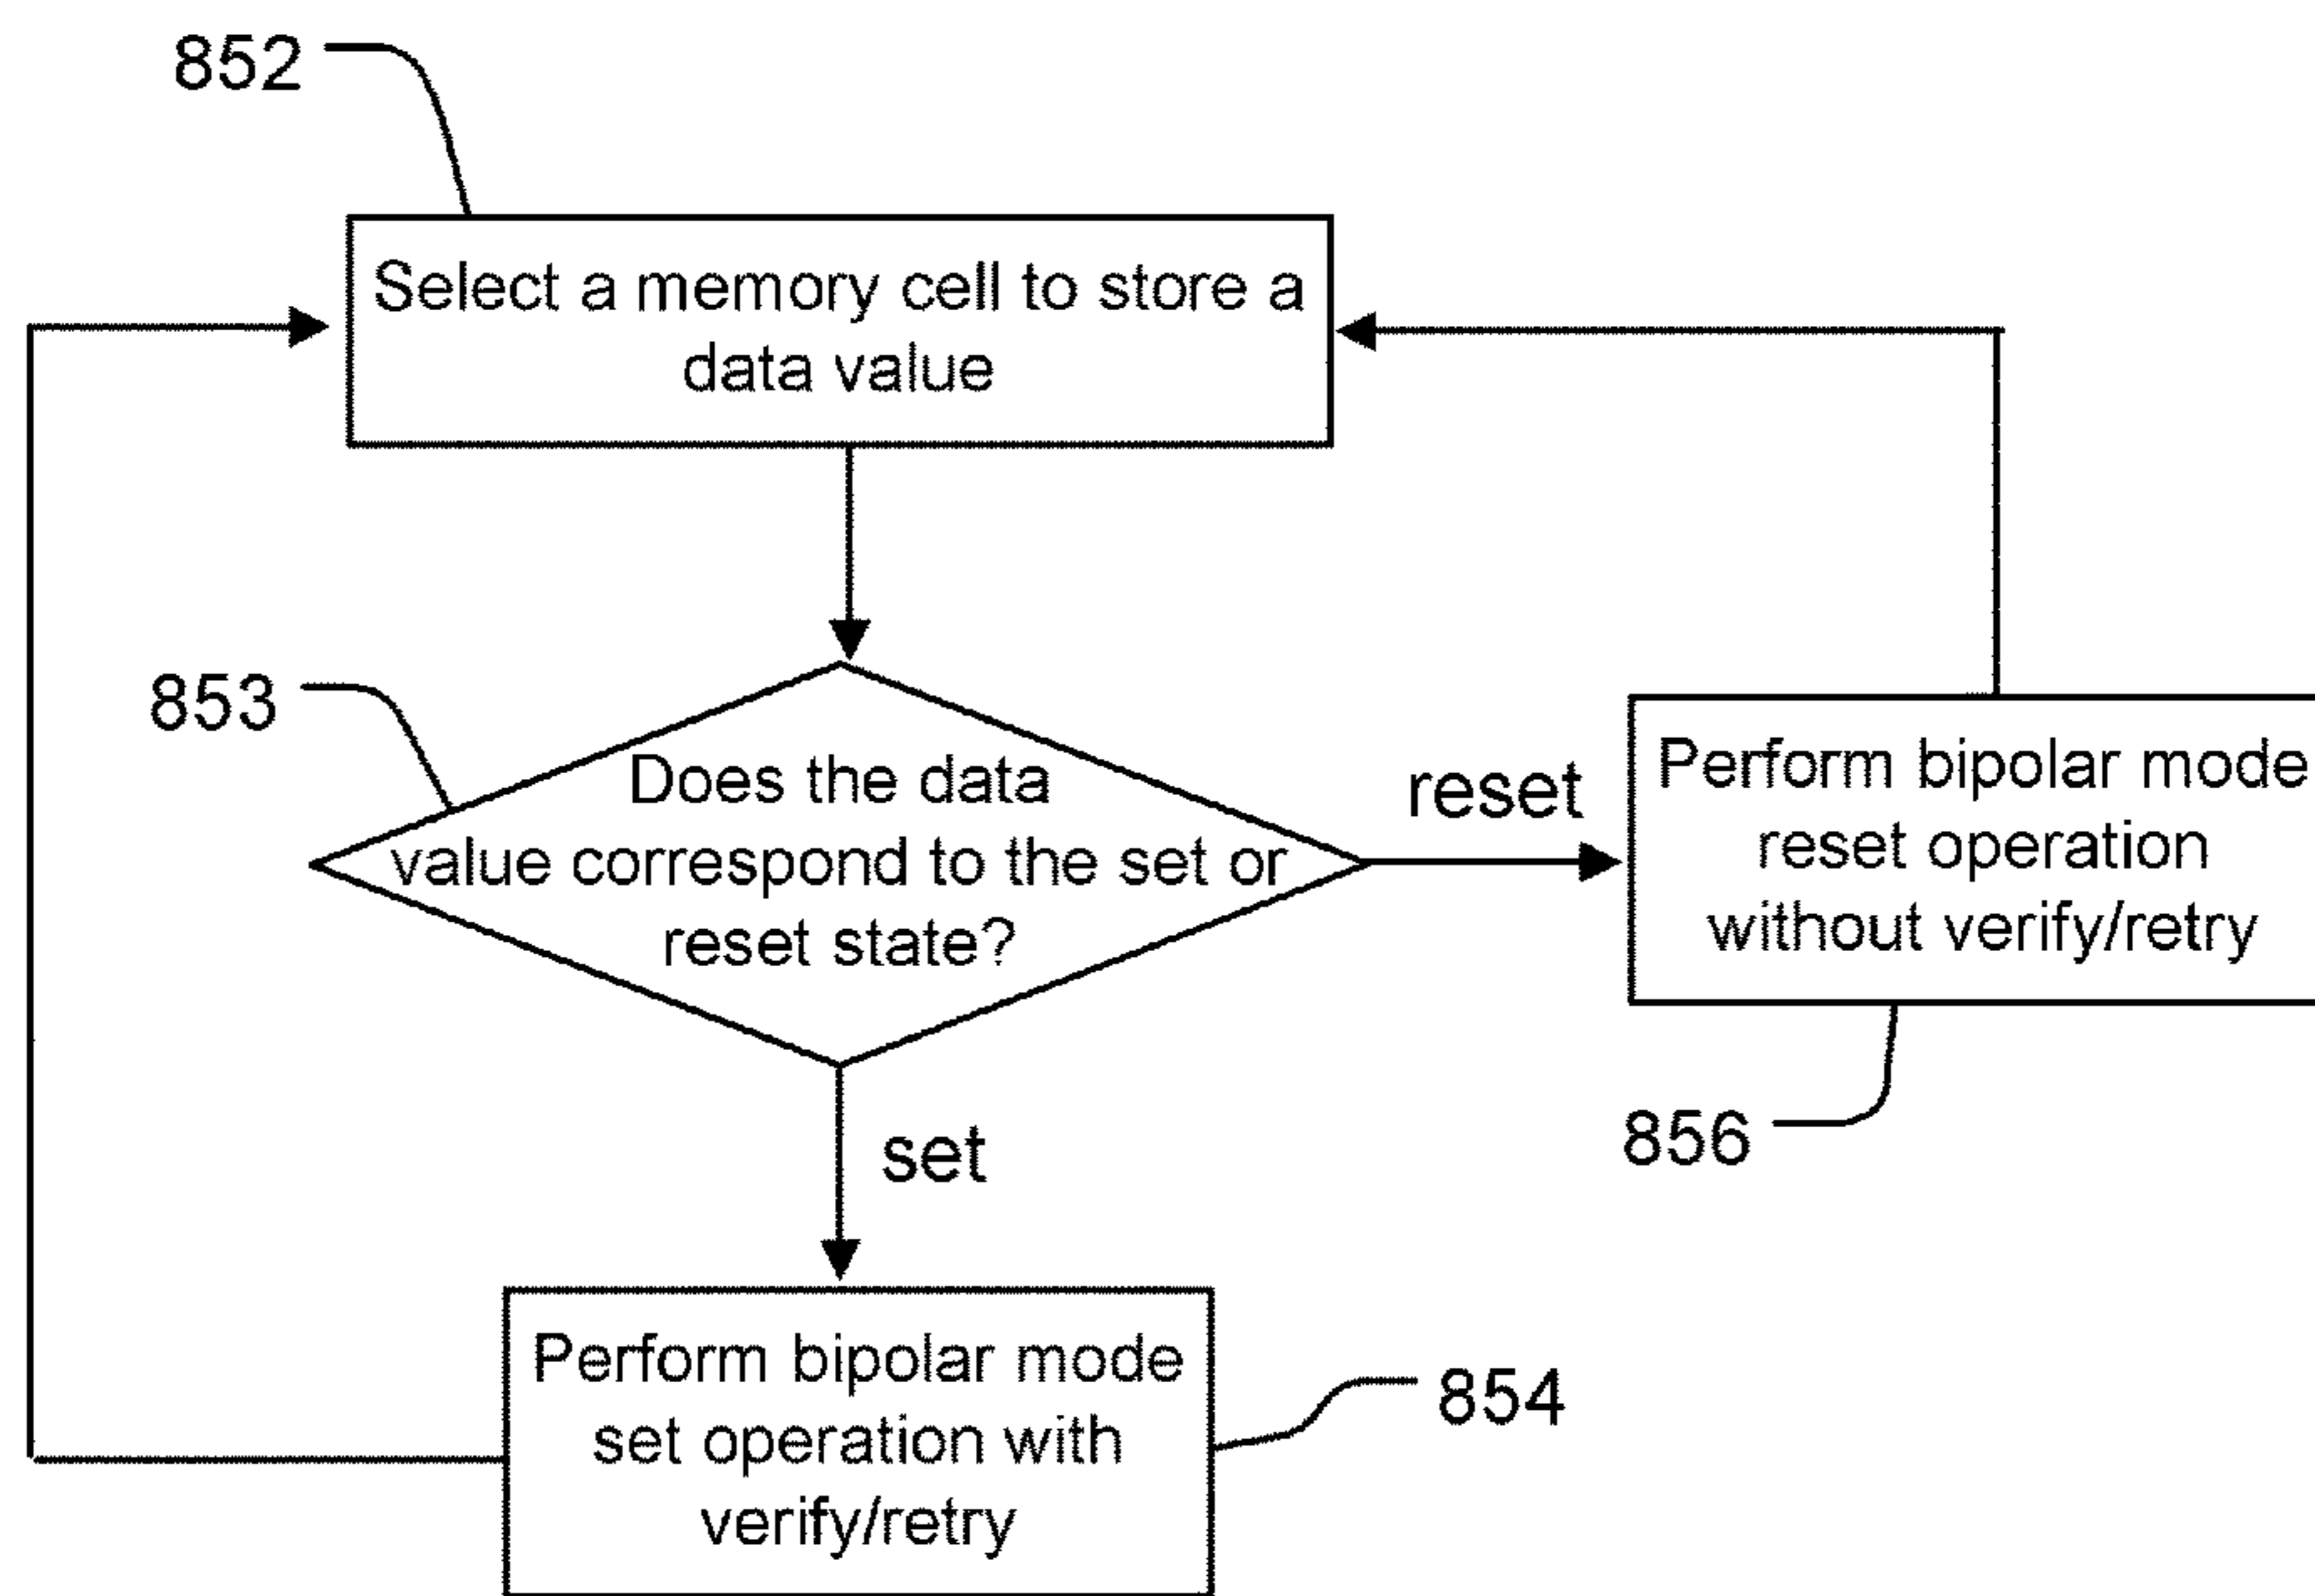 852
Select a memory cell to store a
data value
853
Does the data
value correspond to the set or
reset state?
reset
Perform bipolar mode
reset operation
without verify/retry
856
set
Perform bipolar mode
set operation with
verify/retry
854